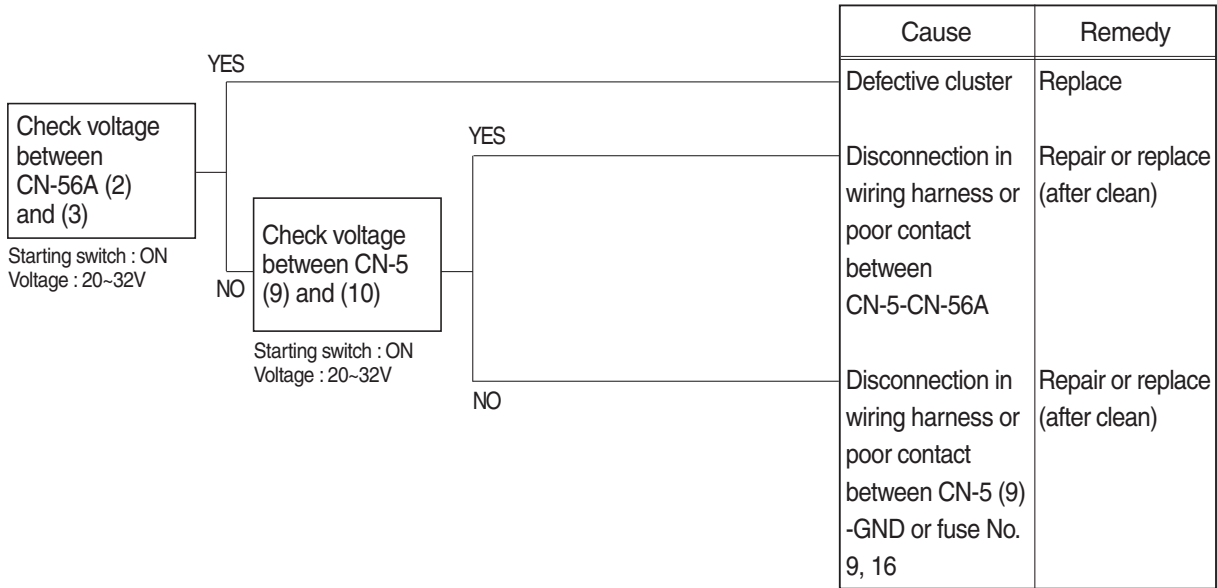 YES
Check voltage
between
CN-56A (2)
and (3)
Starting switch : ON
Voltage : 20~32V
NO
Check voltage
between CN-5
(9) and (10)
Starting switch : ON
Voltage : 20~32V
YES
NO
Cause
Remedy
Defective cluster
Replace
Disconnection in
wiring harness or
poor contact
between
CN-5-CN-56A
Repair or replace
(after clean)
Disconnection in
wiring harness or
poor contact
between CN-5 (9)
-GND or fuse No.
9, 16
Repair or replace
(after clean)